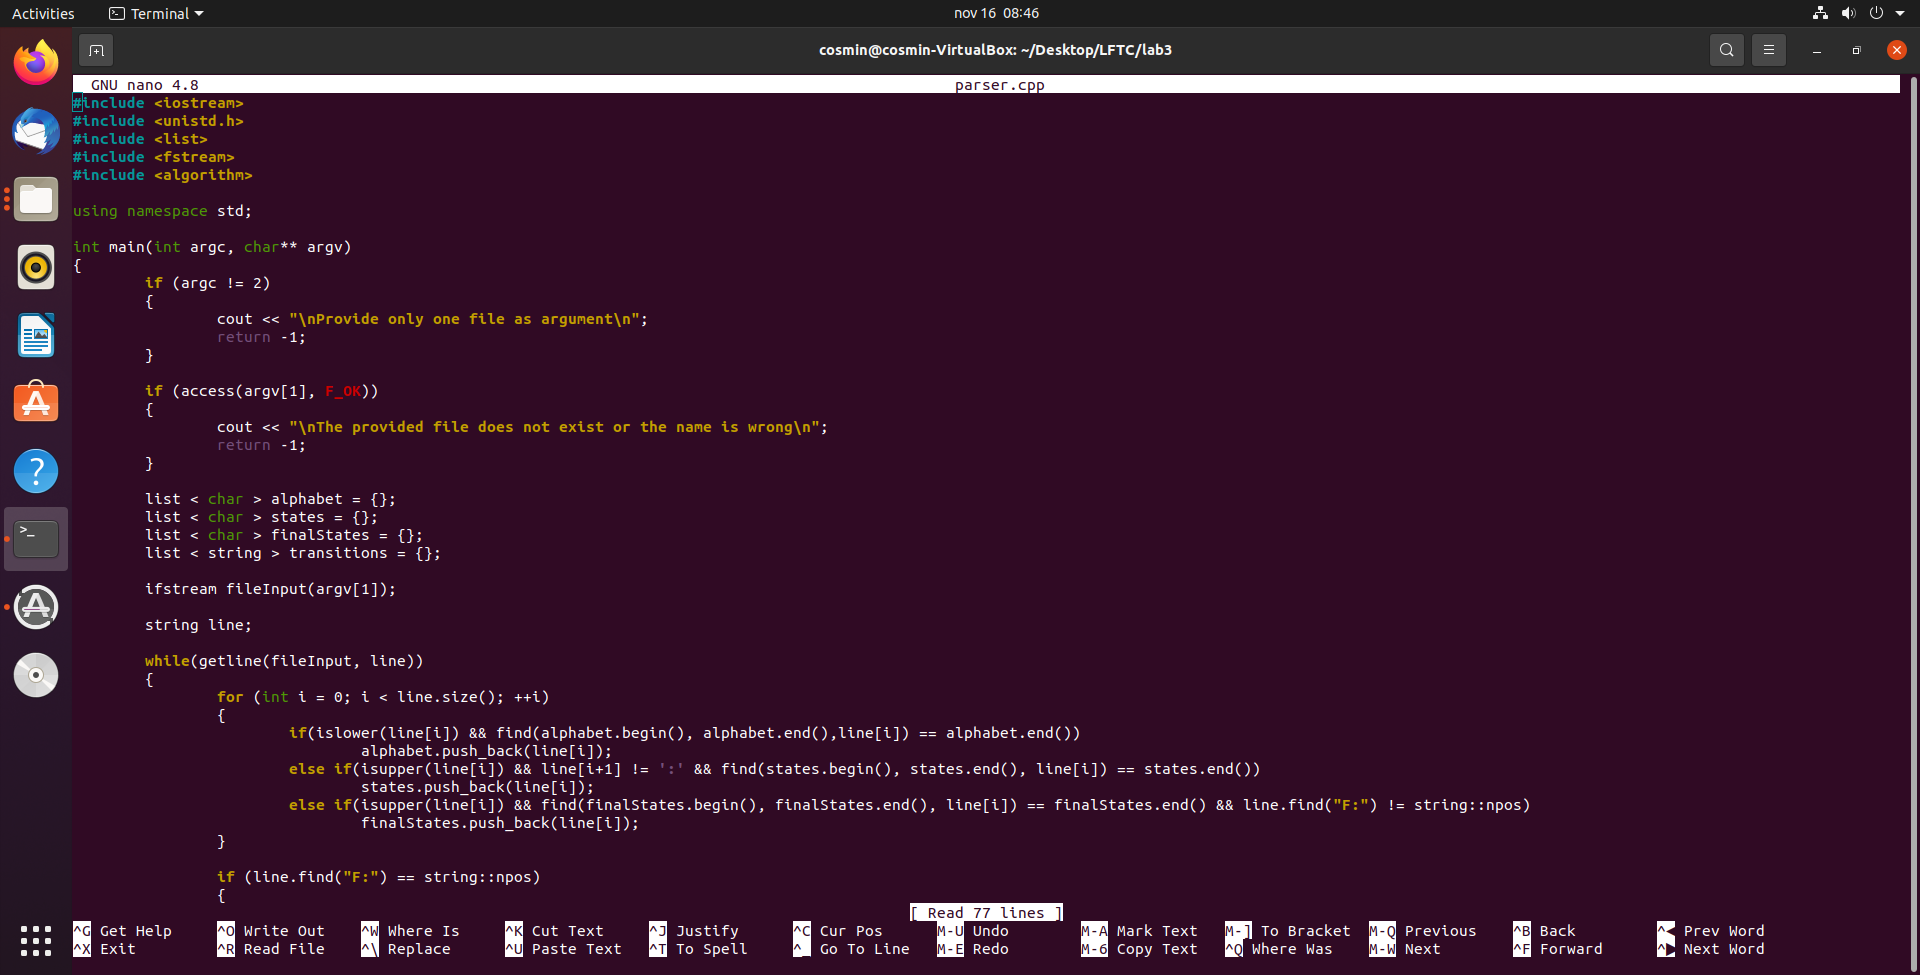 Activities Terminal nov 16 08:46
cosmin@cosmin-VirtualBox: ~/Desktop/LFTC/lab3
GNU nano 4.8 parser.cpp
#include <iostream>
#include <unistd.h>
#include <list>
#include <fstream>
#include <algorithm>
using namespace std;
int main(int argc, char** argv)
{
if (argc != 2)
{
cout << "\nProvide only one file as argument\n";
return -1;
}
if (access(argv[1], F_OK))
{
cout << "\nThe provided file does not exist or the name is wrong\n";
return -1;
}
list < char > alphabet = {};
list < char > states = {};
list < char > finalStates = {};
list < string > transitions = {};
ifstream fileInput(argv[1]);
string line;
while(getline(fileInput, line))
{
for (int i = 0; i < line.size(); ++i)
{
if(islower(line[i]) && find(alphabet.begin(), alphabet.end(),line[i]) == alphabet.end())
alphabet.push_back(line[i]);
else if(isupper(line[i]) && line[i+1] != ':' && find(states.begin(), states.end(), line[i]) == states.end())
states.push_back(line[i]);
else if(isupper(line[i]) && find(finalStates.begin(), finalStates.end(), line[i]) == finalStates.end() && line.find("F:") != string::npos)
finalStates.push_back(line[i]);
}
if (line.find("F:") == string::npos)
{
[ Read 77 lines ]
^G Get Help ^O Write Out ^W Where Is ^K Cut Text ^J Justify ^C Cur Pos M-U Undo M-A Mark Text M-] To Bracket M-Q Previous ^B Back ^◀ Prev Word
^X Exit ^R Read File ^\ Replace ^U Paste Text ^T To Spell ^_ Go To Line M-E Redo M-6 Copy Text ^Q Where Was M-W Next ^F Forward ^▶ Next Word